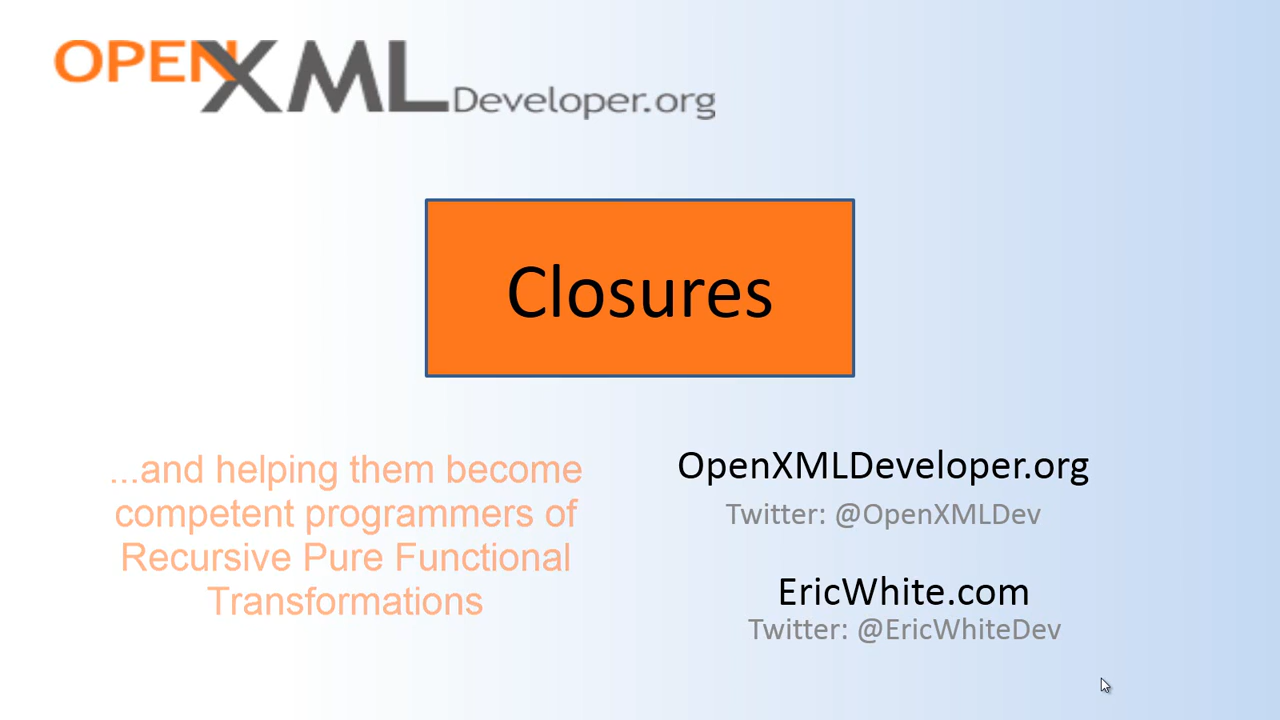 OPENXML Developer.org
Closures
...and helping them become
competent programmers of
Recursive Pure Functional
Transformations
OpenXMLDeveloper.org
Twitter: @OpenXMLDev
EricWhite.com
Twitter: @EricWhiteDev